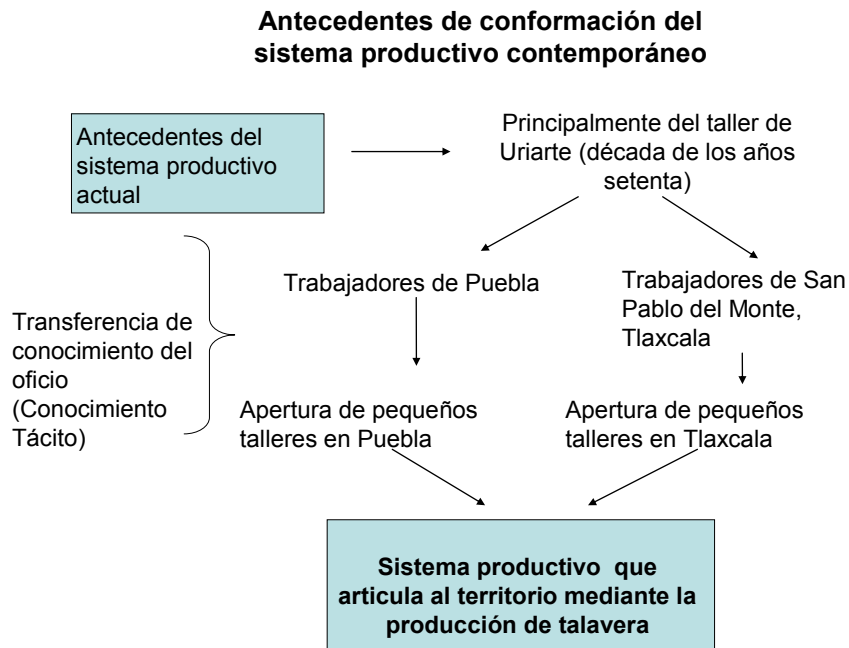 Antecedentes de conformación del
sistema productivo contemporáneo
Antecedentes del
sistema productivo
actual
Principalmente del taller de
Uriarte (década de los años
setenta)
Trabajadores de Puebla
Trabajadores de San
Pablo del Monte,
Tlaxcala
Transferencia de
conocimiento del
oficio
(Conocimiento
Tácito)
Apertura de pequeños
talleres en Puebla
Apertura de pequeños
talleres en Tlaxcala
Sistema productivo que
articula al territorio mediante la
producción de talavera